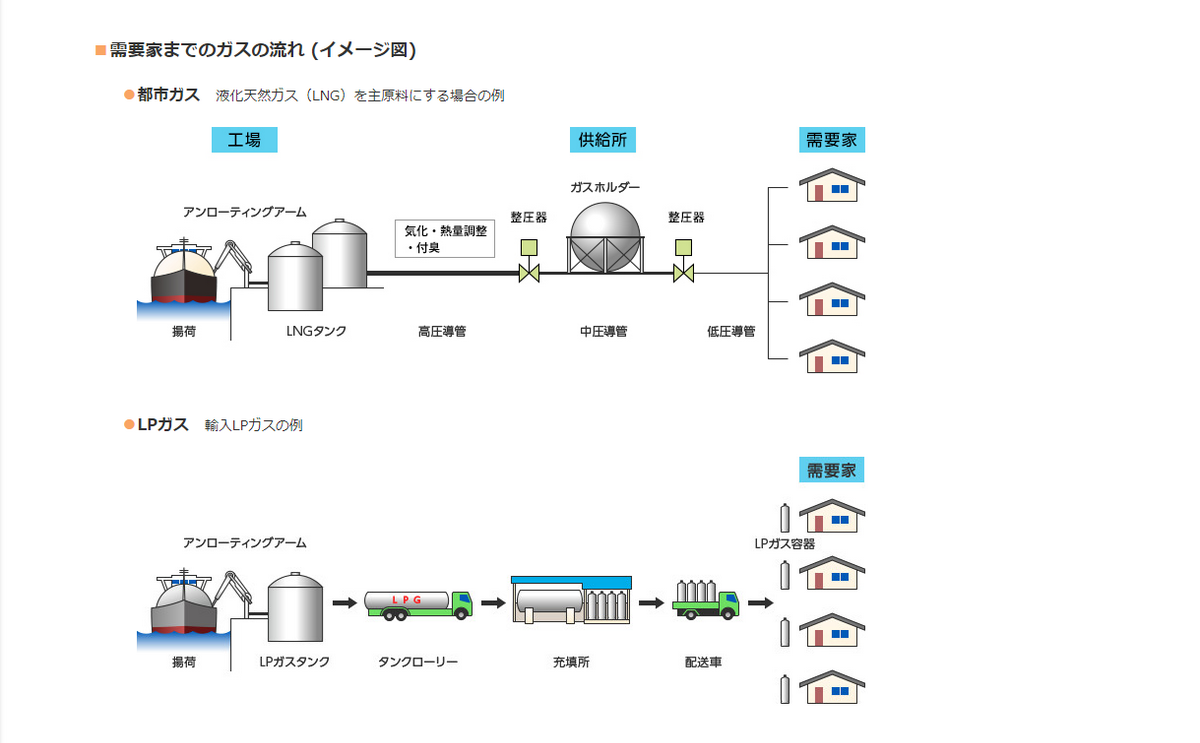 需要家までのガスの流れ (イメージ図)
都市ガス 液化天然ガス（LNG）を主原料にする場合の例
工場 供給所 需要家
ガスホルダー
アンローティングアーム
整圧器 整圧器
気化・熱量調整
・付臭
揚荷 LNGタンク 高圧導管 中圧導管 低圧導管
LPガス 輸入LPガスの例
需要家
アンローティングアーム
LPガス容器
LPG
揚荷 LPガスタンク タンクローリー 充填所 配送車